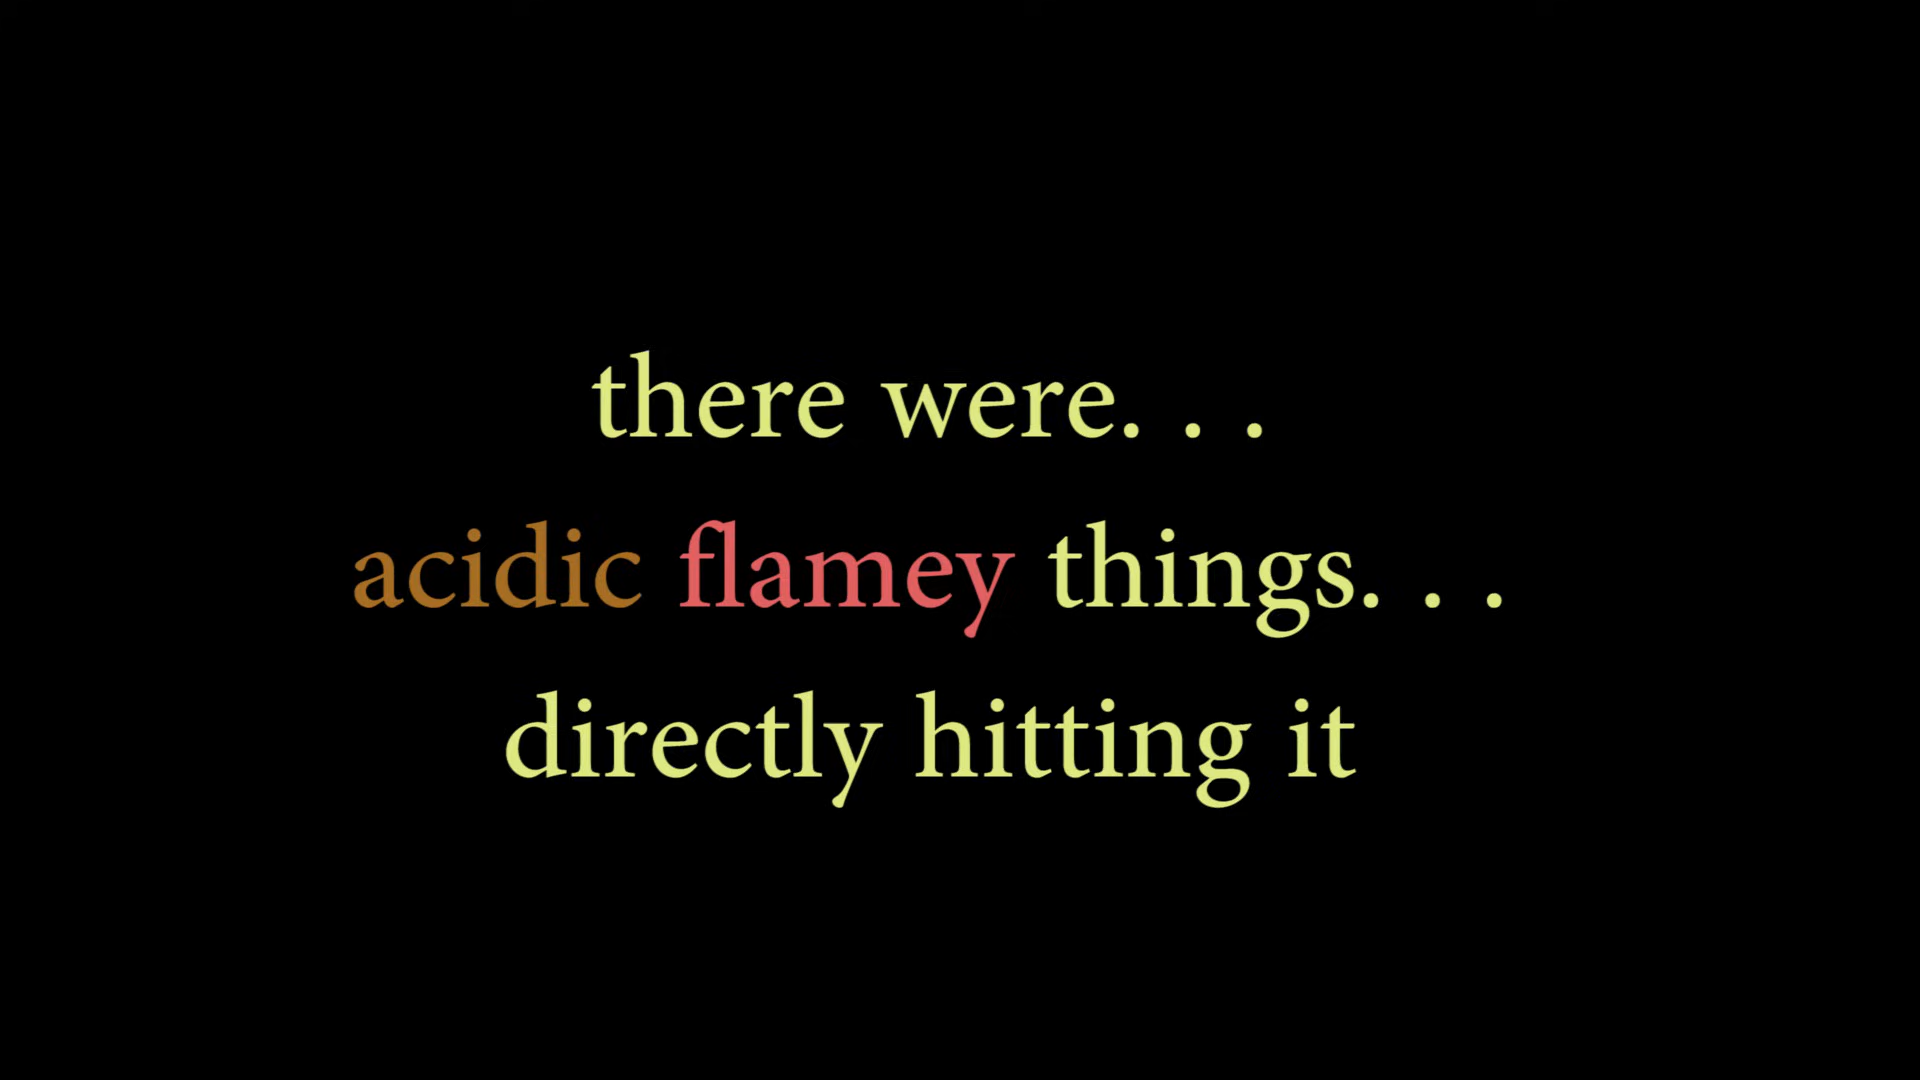 there were. . .
acidic flamey things. . .
directly hitting it